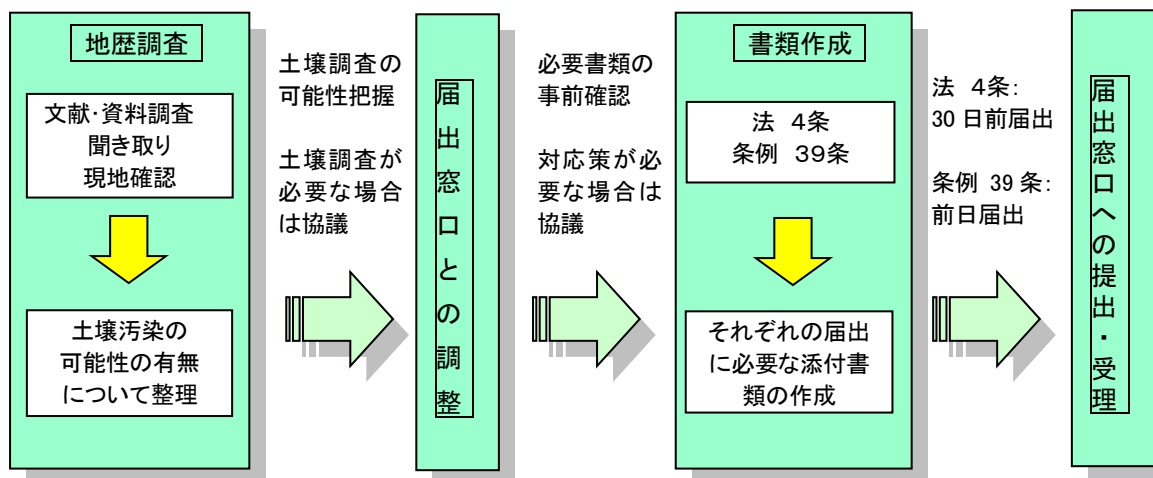 地歴調査
文献・資料調査
聞き取り
現地確認
土壌汚染の
可能性の有無
について整理
土壌調査の
可能性把握
土壌調査が
必要な場合
は協議
届出窓口との調整
必要書類の
事前確認
対応策が必
要な場合は
協議
書類作成
法 4条
条例 39条
それぞれの届出
に必要な添付書
類の作成
法 4条:
30日前届出
条例 39条:
前日届出
届出窓口への提出・受理